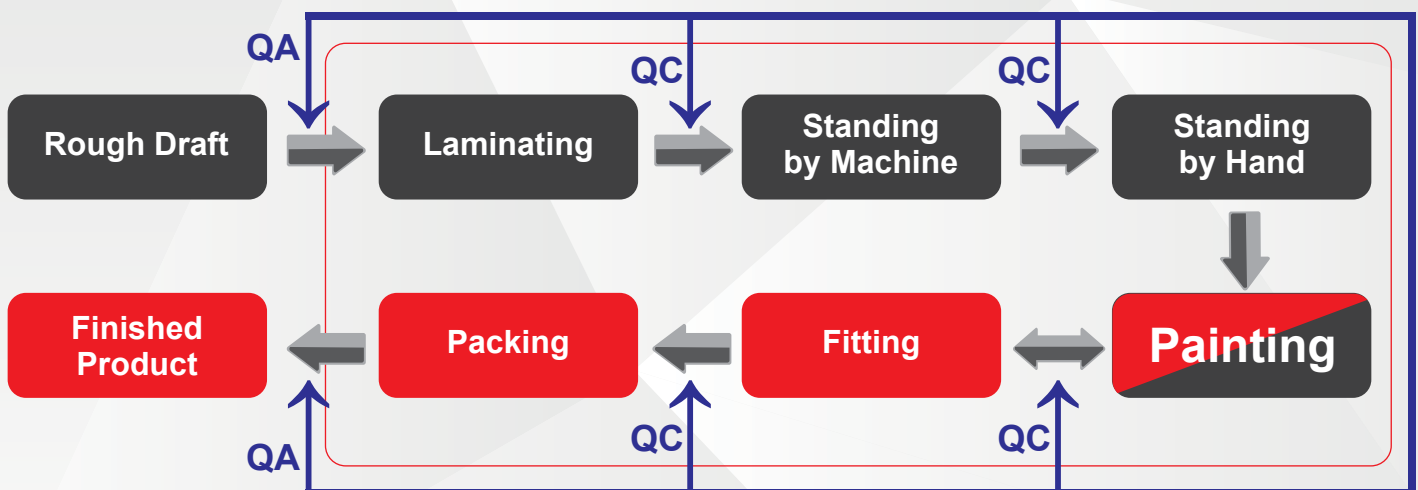 QA
QC
QC
Rough Draft
Laminating
Standing
by Machine
Standing
by Hand
Finished
Product
Packing
Fitting
Painting
QA
QC
QC